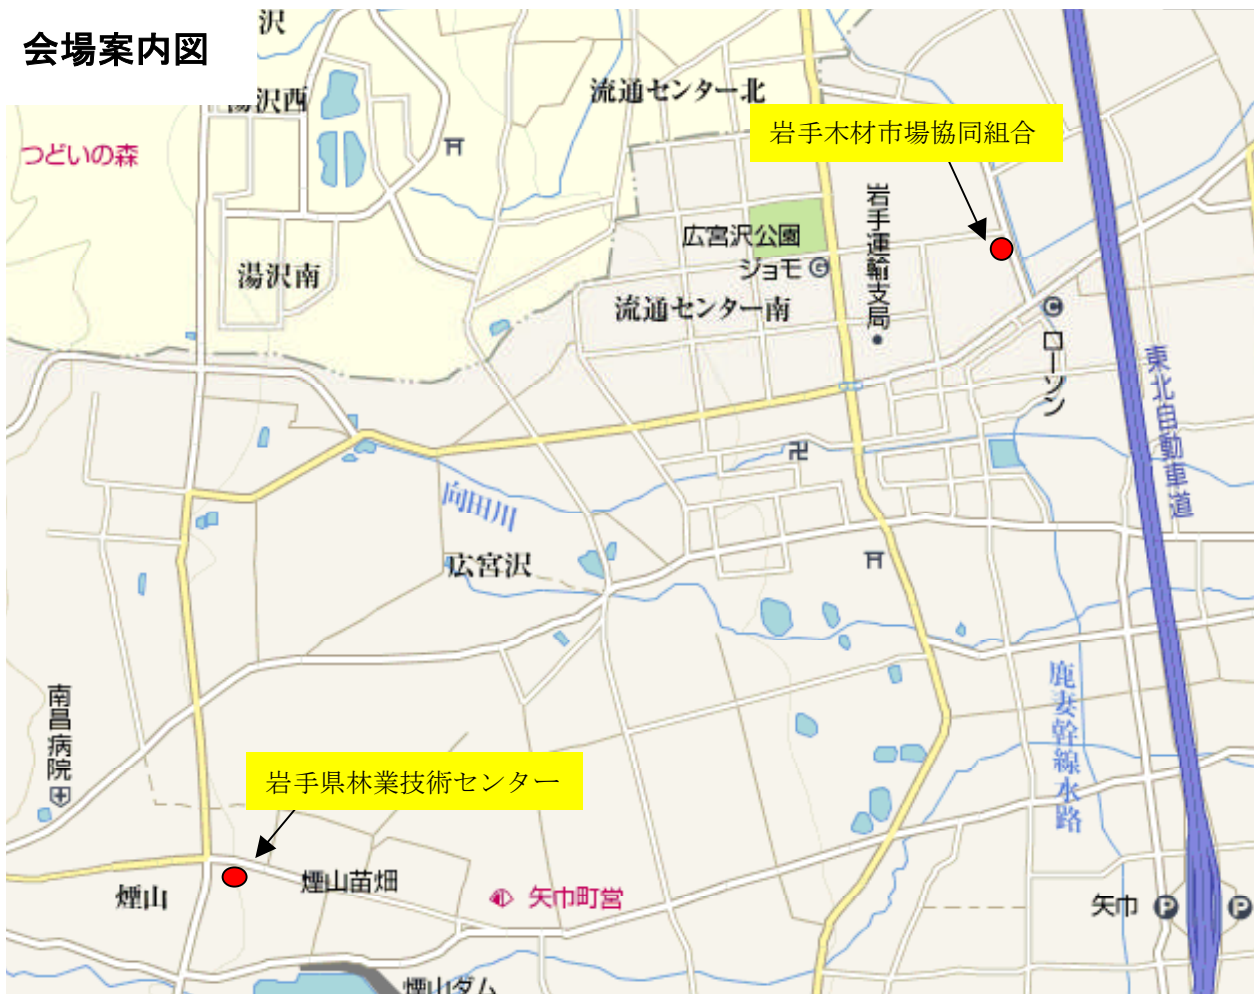 会場案内図
沢
湯沢西
流通センター北
岩手木材市場協同組合
つどいの森
岩手運輸支局
広宮沢公園
ジョモ
G
湯沢南
流通センター南
C
ローソン
東北自動車道
卍
向田川
広宮沢
鹿妻幹線水路
南昌病院
岩手県林業技術センター
煙山苗畑
煙山
矢巾町営
矢巾
P
P
煙山ダム